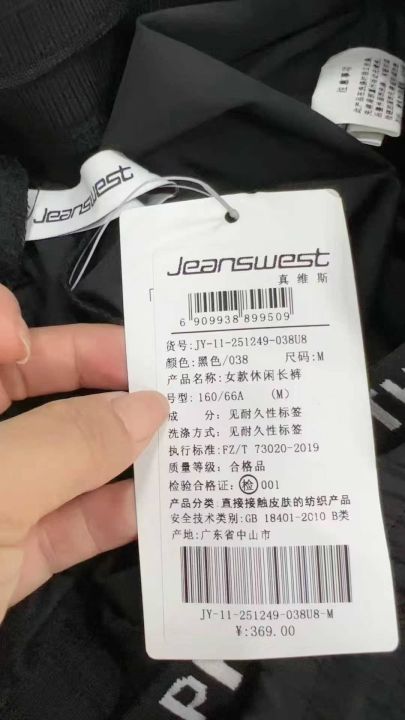 Jeanswest
Jeanswest
真维斯
6 909938 899509
货号: JY-11-251249-038U8
颜色: 黑色/038 尺码: M
产品名称: 女款休闲长裤
号型: 160/66A (M)
成 分: 见耐久性标签
洗涤方式: 见耐久性标签
执行标准: FZ/T 73020-2019
质量等级: 合格品
检验合格证: 检 001
产品分类: 直接接触皮肤的纺织产品
安全技术类别: GB 18401-2010 B类
产地: 广东省中山市
JY-11-251249-038U8-M
¥:369.00